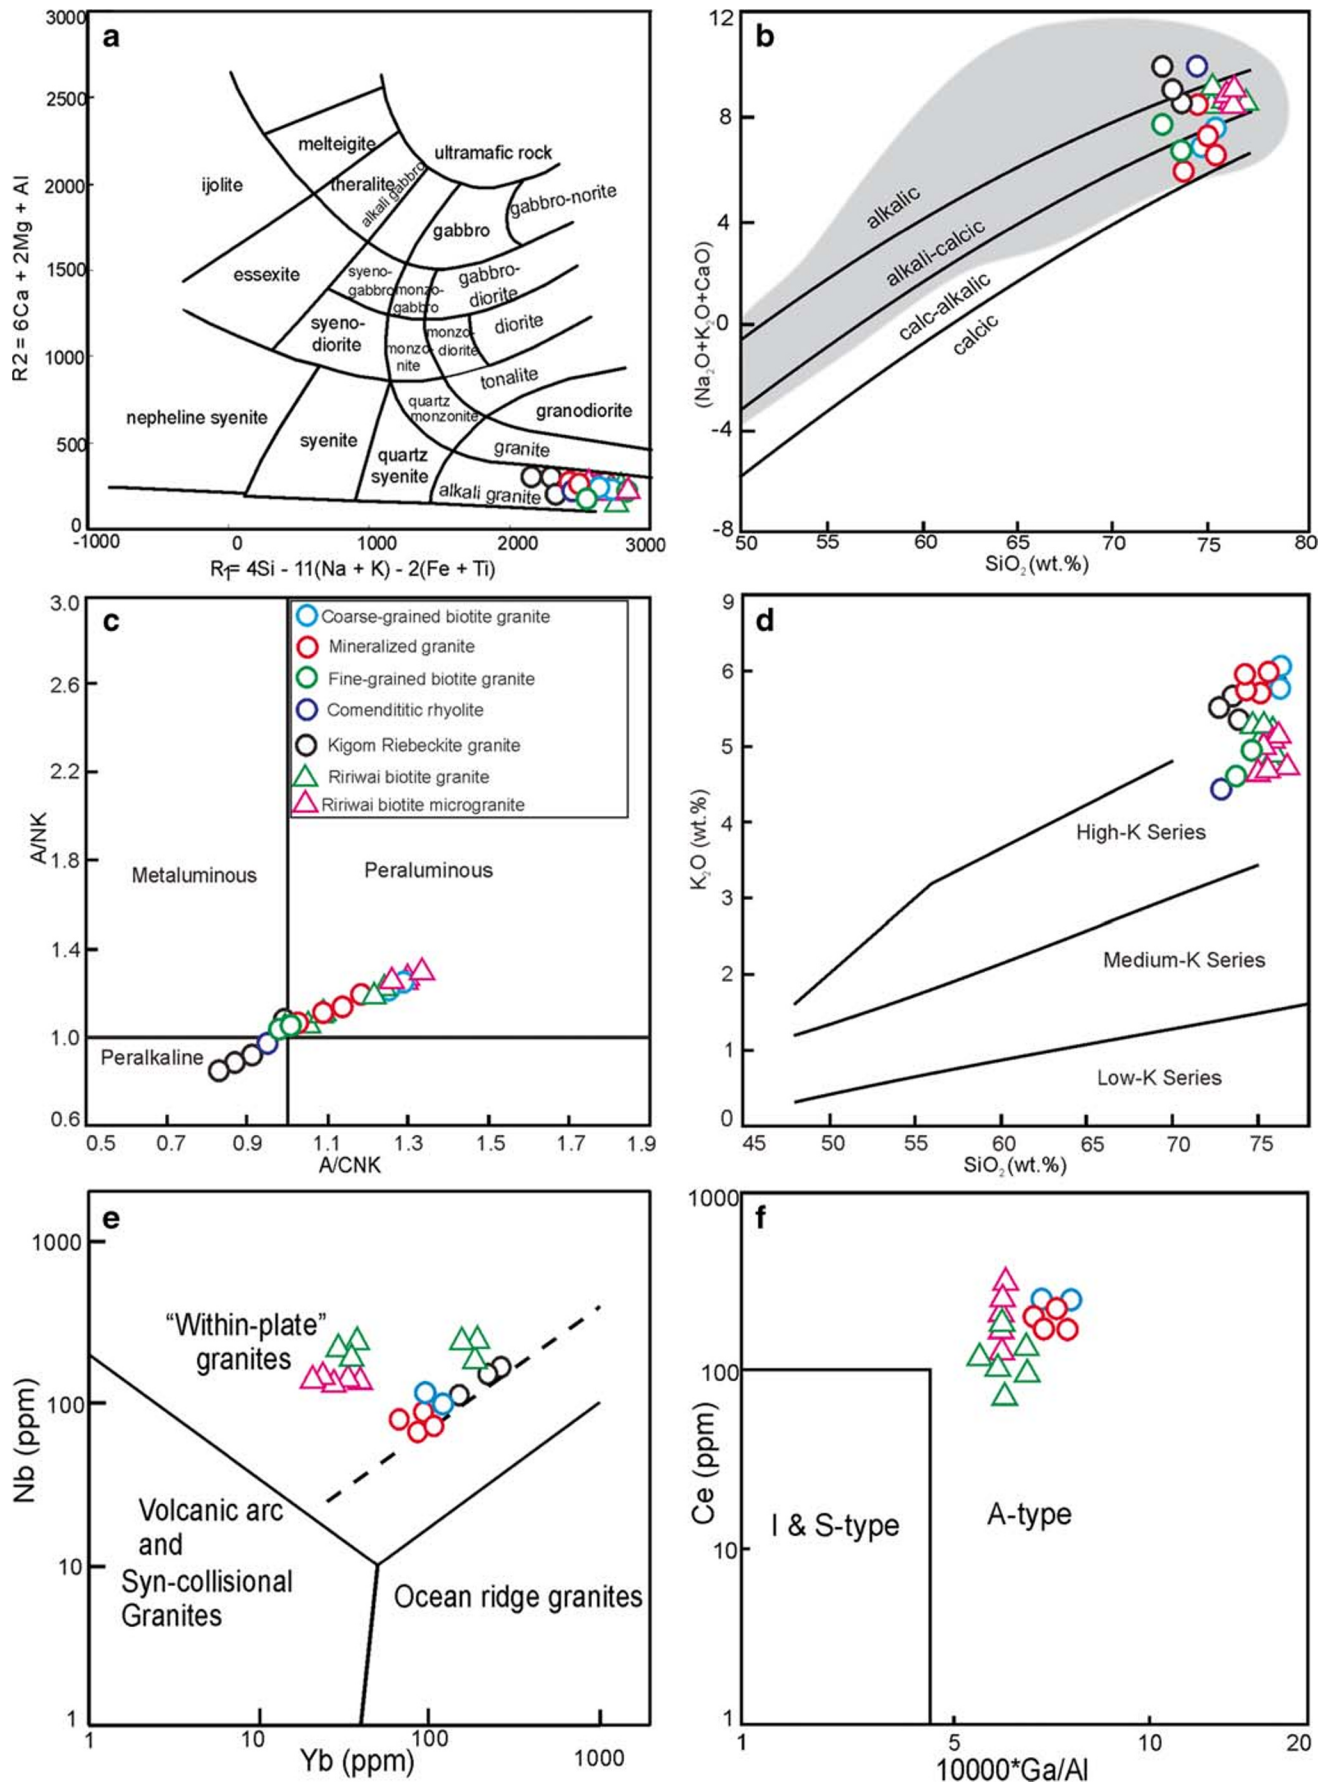 a
3000
2500
2000
1500
1000
500
0
R2 = 6Ca + 2Mg + Al
melteigite
ultramafic rock
ijolite
theralite
alkali gabbro
gabbro-norite
gabbro
essexite
syeno-
gabbro
monzo-
gabbro
gabbro-
diorite
syeno-
diorite
monzo-
diorite
diorite
monzo-
nite
tonalite
quartz
monzonite
granodiorite
nepheline syenite
syenite
quartz
syenite
granite
alkali granite
-1000
0
1000
2000
3000
R1= 4Si - 11(Na + K) - 2(Fe + Ti)
b
12
8
4
0
-4
-8
(Na2O+K2O+CaO)
alkalic
alkali-calcic
calc-alkalic
calcic
50
55
60
65
70
75
80
SiO2(wt.%)
c
3.0
2.6
2.2
1.8
1.4
1.0
0.6
A/NK
Coarse-grained biotite granite
Mineralized granite
Fine-grained biotite granite
Comendititic rhyolite
Kigom Riebeckite granite
Ririwai biotite granite
Ririwai biotite microgranite
Metaluminous
Peraluminous
Peralkaline
0.5
0.7
0.9
1.1
1.3
1.5
1.7
1.9
A/CNK
d
9
6
5
4
3
2
1
0
K2O (wt.%)
High-K Series
Medium-K Series
Low-K Series
45
50
55
60
65
70
75
SiO2(wt.%)
e
1000
100
10
1
Nb (ppm)
“Within-plate”
granites
Volcanic arc
and
Syn-collisional
Granites
Ocean ridge granites
1
10
100
1000
Yb (ppm)
f
1000
100
10
1
Ce (ppm)
I & S-type
A-type
1
5
10
20
10000*Ga/Al